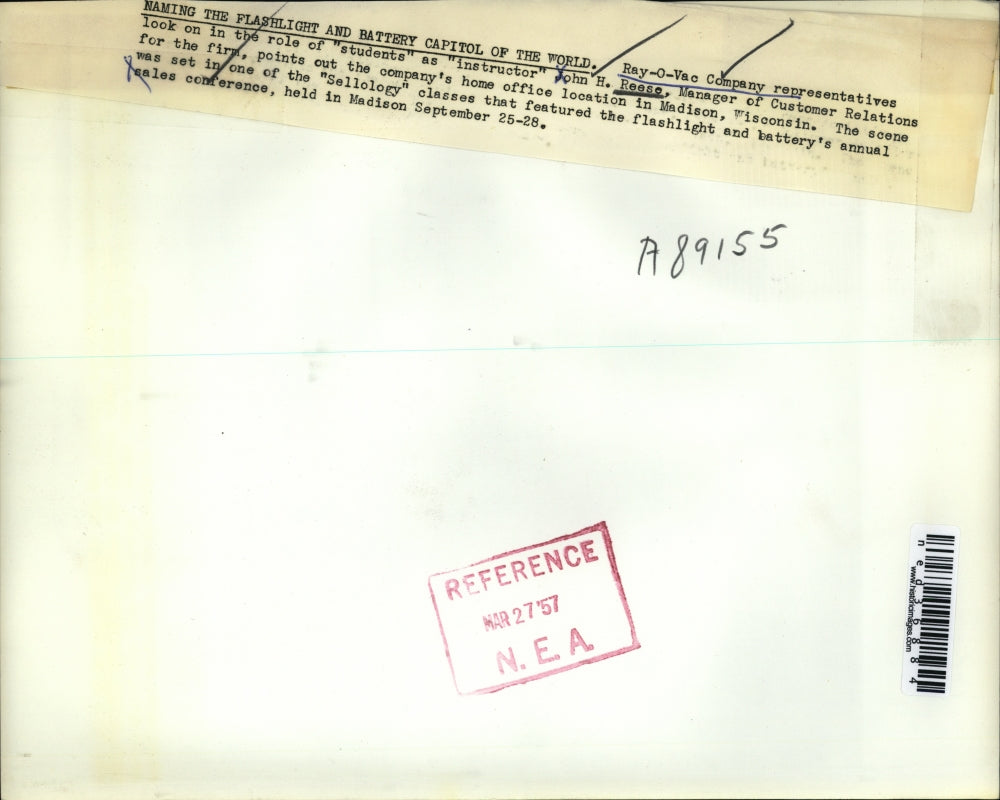 NAMING THE FLASHLIGHT AND BATTERY CAPITOL OF THE WORLD. Ray-O-Vac Company representatives
look on in the role of "students" as "instructor" John H. Reese, Manager of Customer Relations
for the firm, points out the company's home office location in Madison, Wisconsin. The scene
was set in one of the "Sellology" classes that featured the flashlight and battery's annual
sales conference, held in Madison September 25-28.
A89155
REFERENCE
MAR 27 '57
N. E. A.
ned36884
www.historicimages.com